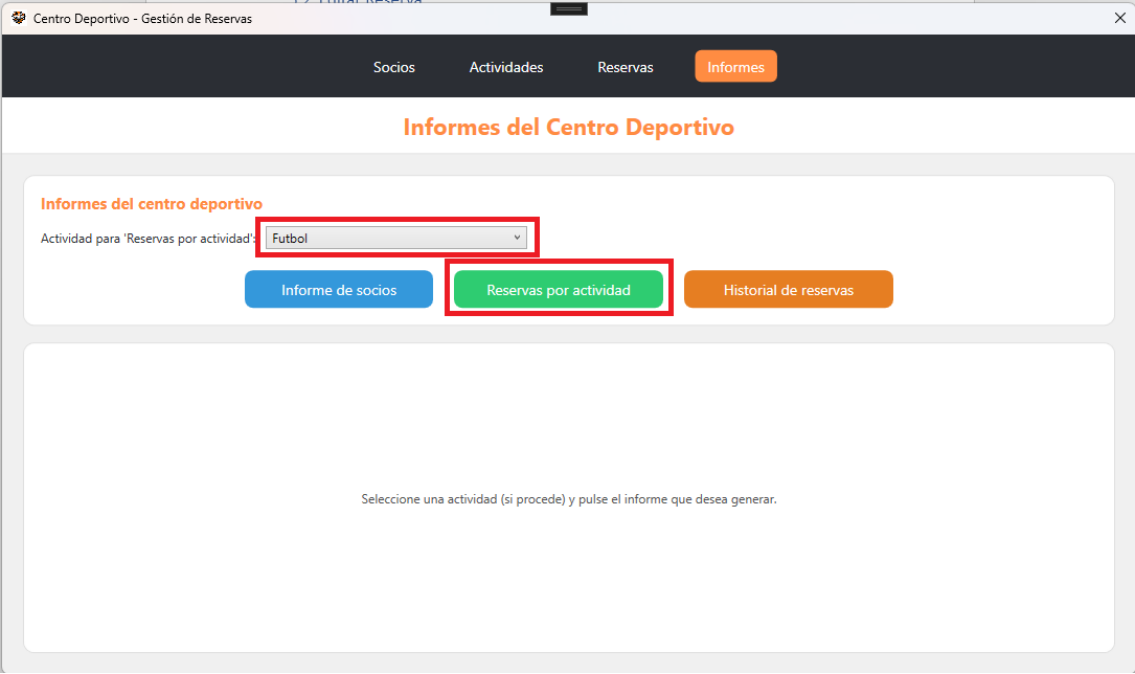 Centro Deportivo - Gestión de Reservas
Socios
Actividades
Reservas
Informes
Informes del Centro Deportivo
Informes del centro deportivo
Actividad para 'Reservas por actividad':
Futbol
Informe de socios
Reservas por actividad
Historial de reservas
Seleccione una actividad (si procede) y pulse el informe que desea generar.